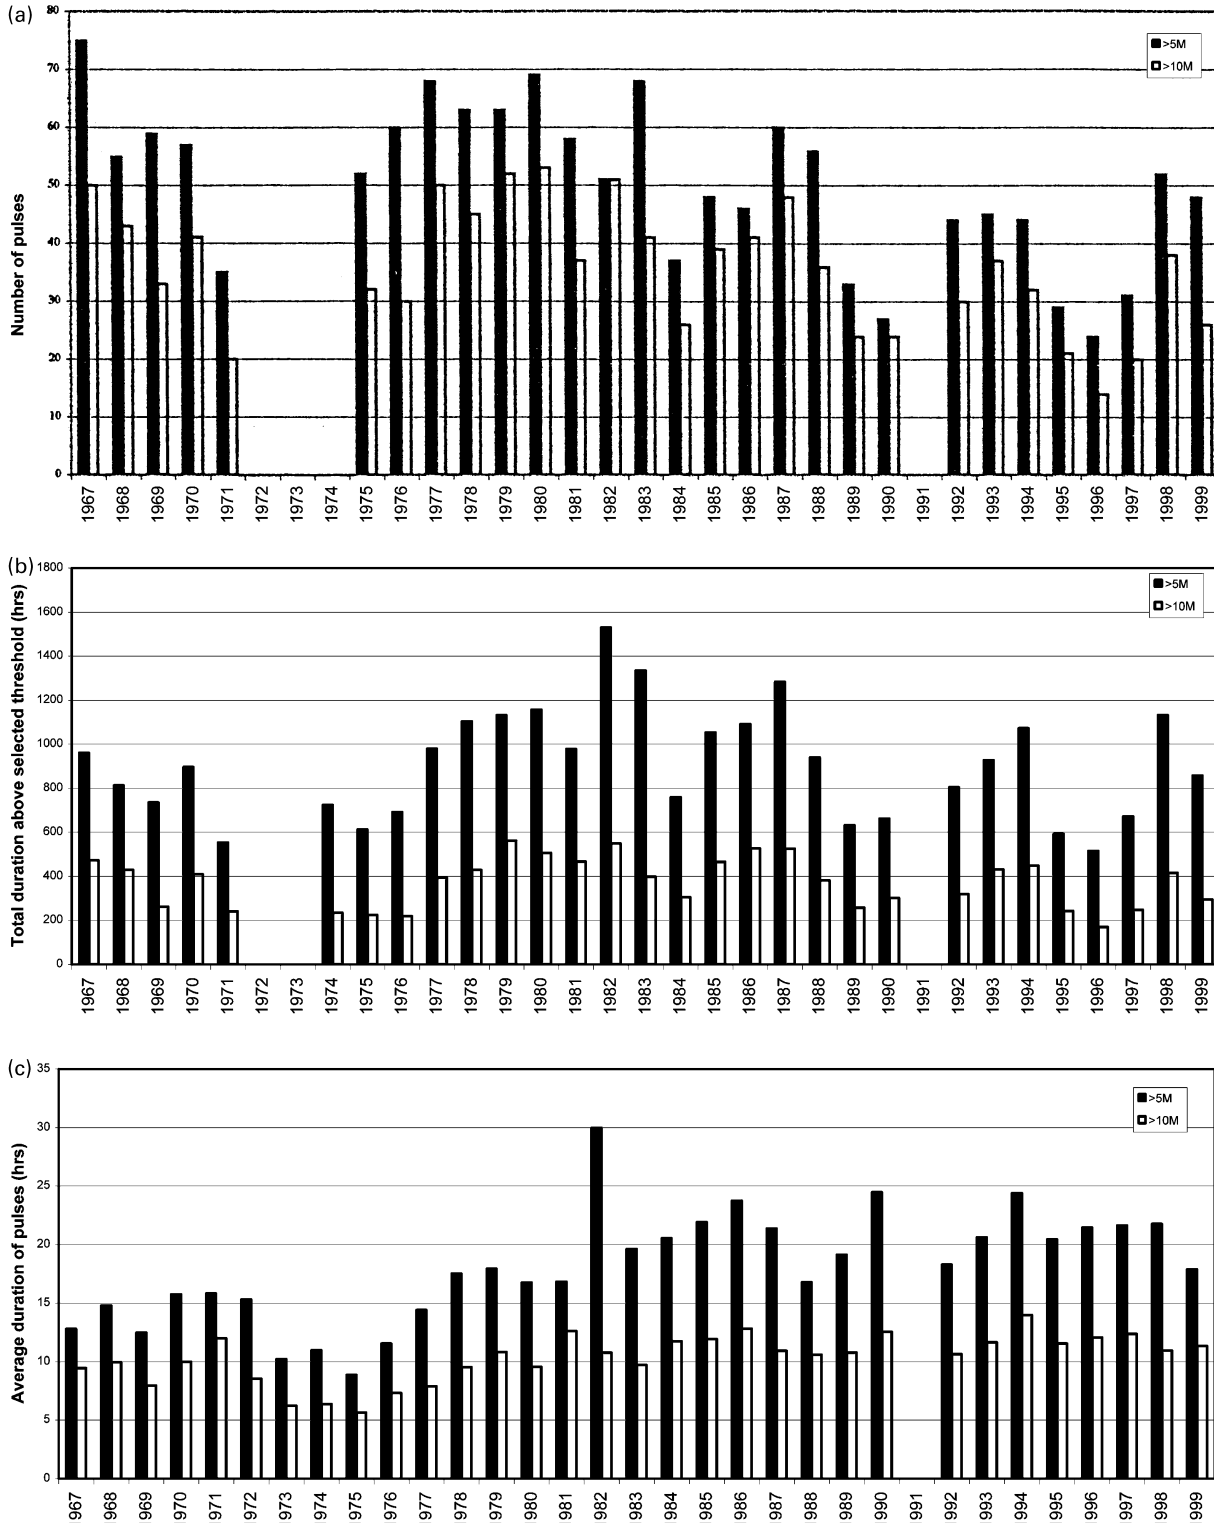 (a)
Number of pulses
80
70
60
50
40
30
20
10
0
>5M
>10M
1967 1968 1969 1970 1971 1972 1973 1974 1975 1976 1977 1978 1979 1980 1981 1982 1983 1984 1985 1986 1987 1988 1989 1990 1991 1992 1993 1994 1995 1996 1997 1998 1999
(b)
Total duration above selected threshold (hrs)
1800
1600
1400
1200
1000
800
600
400
200
0
>5M
>10M
1967 1968 1969 1970 1971 1972 1973 1974 1975 1976 1977 1978 1979 1980 1981 1982 1983 1984 1985 1986 1987 1988 1989 1990 1991 1992 1993 1994 1995 1996 1997 1998 1999
(c)
Average duration of pulses (hrs)
35
30
25
20
15
10
5
0
>5M
>10M
967 968 969 970 971 972 973 974 975 976 977 978 979 980 981 982 983 984 985 986 987 988 989 990 991 992 993 994 995 996 997 998 999